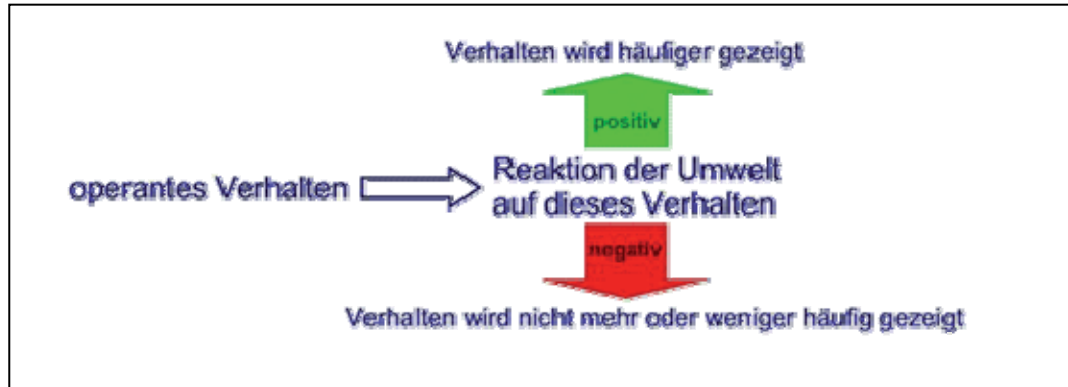 Verhalten wird häufiger gezeigt
positiv
operantes Verhalten
Reaktion der Umwelt
auf dieses Verhalten
negativ
Verhalten wird nicht mehr oder weniger häufig gezeigt